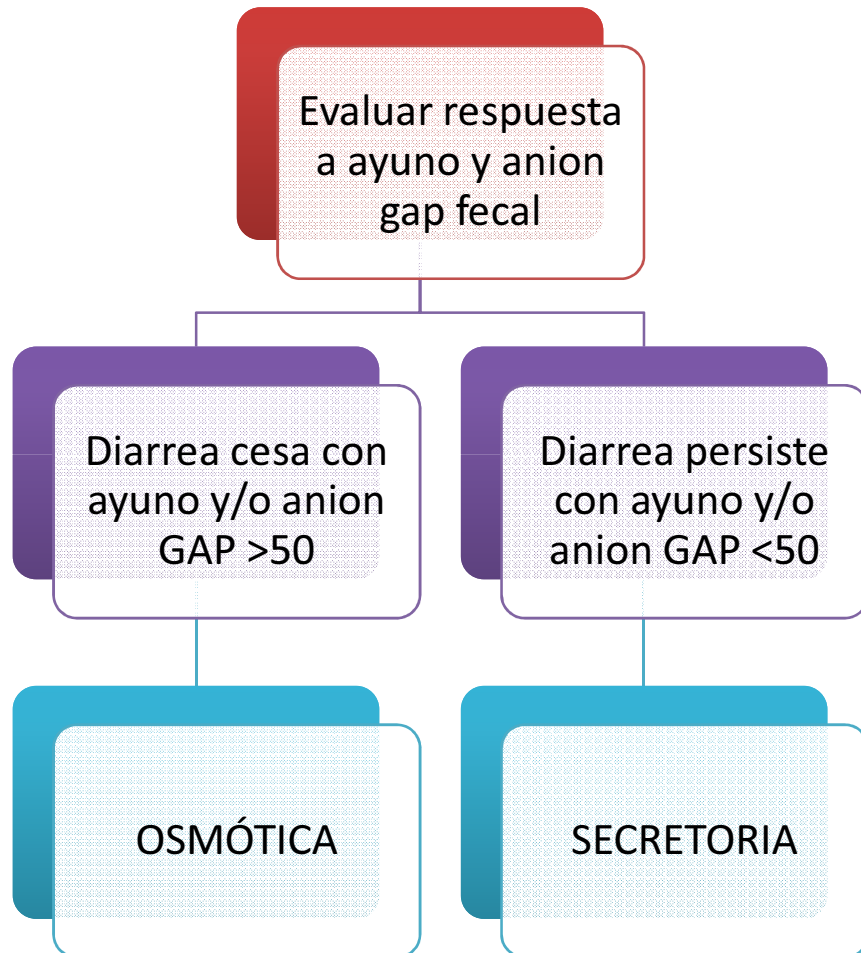 Evaluar respuesta
a ayuno y anion
gap fecal
Diarrea cesa con
ayuno y/o anion
GAP >50
Diarrea persiste
con ayuno y/o
anion GAP <50
OSMÓTICA
SECRETORIA